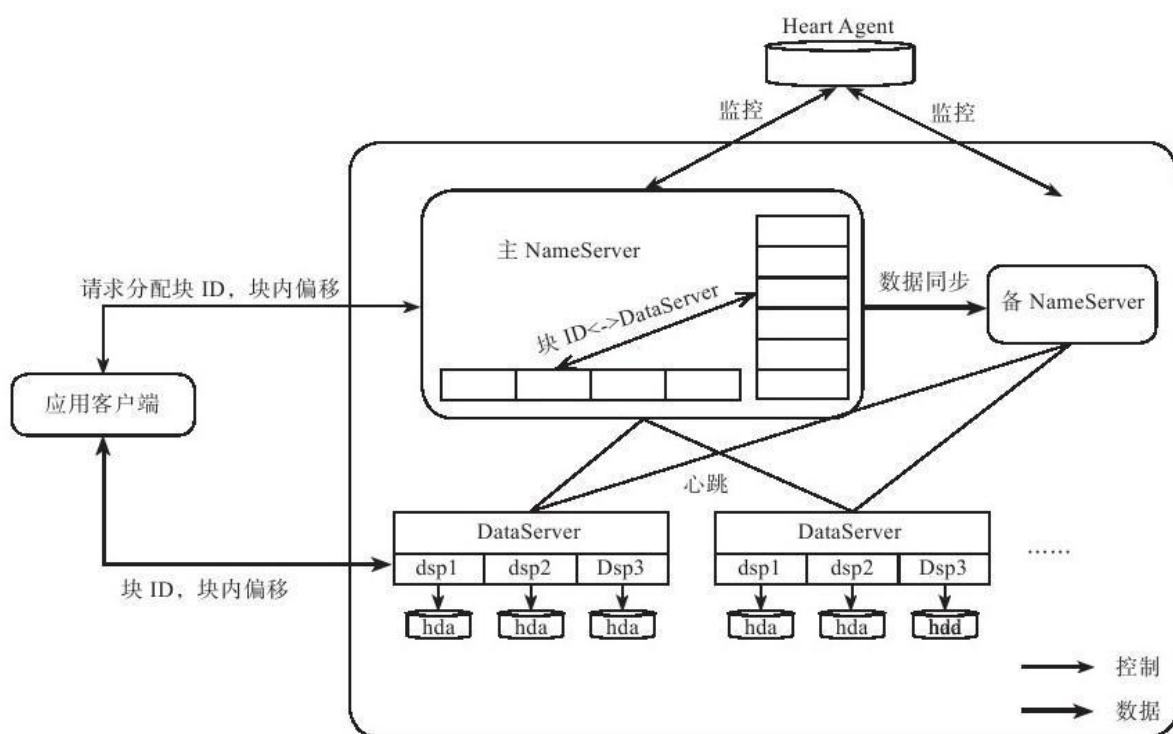 Heart Agent
监控
监控
主 NameServer
请求分配块 ID，块内偏移
块 ID<->DataServer
数据同步
备 NameServer
应用客户端
心跳
DataServer
DataServer
dsp1
dsp2
Dsp3
dsp1
dsp2
Dsp3
……
块 ID，块内偏移
hda
hda
hda
hda
hda
控制
数据